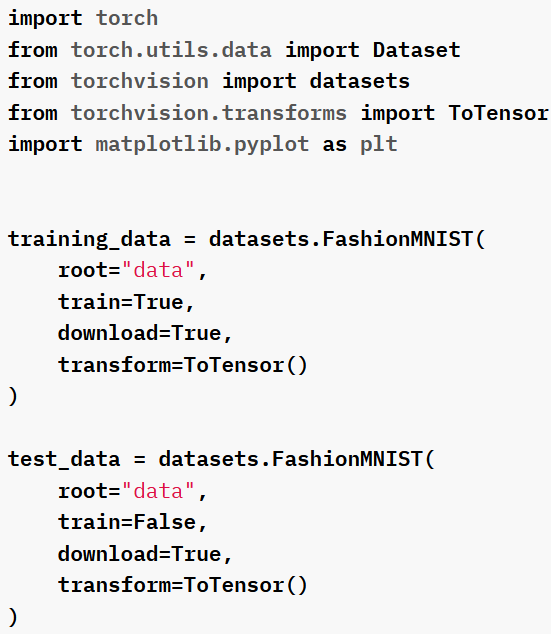 import torch
from torch.utils.data import Dataset
from torchvision import datasets
from torchvision.transforms import ToTensor
import matplotlib.pyplot as plt
training_data = datasets.FashionMNIST(
    root="data",
    train=True,
    download=True,
    transform=ToTensor()
)
test_data = datasets.FashionMNIST(
    root="data",
    train=False,
    download=True,
    transform=ToTensor()
)